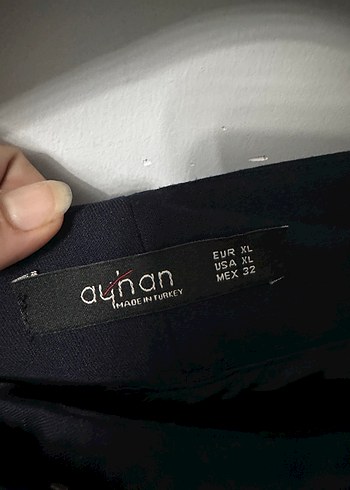 ayhan
MADE IN TURKEY
EUR XL
USA XL
MEX 32